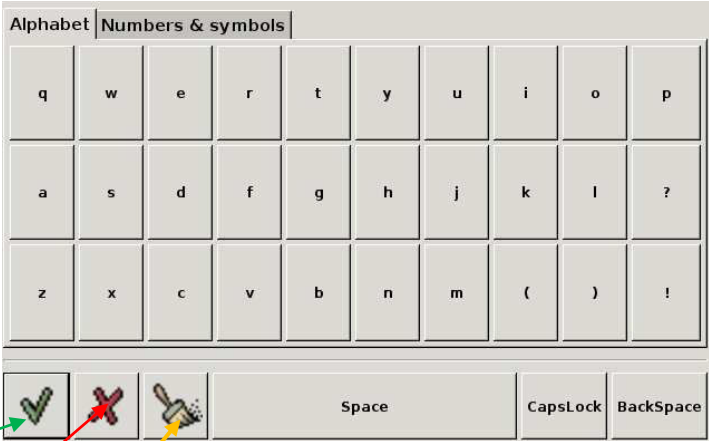 Alphabet Numbers & symbols
q w e r t y u i o p
a s d f g h j k l ?
z x c v b n m ( ) !
Space CapsLock BackSpace